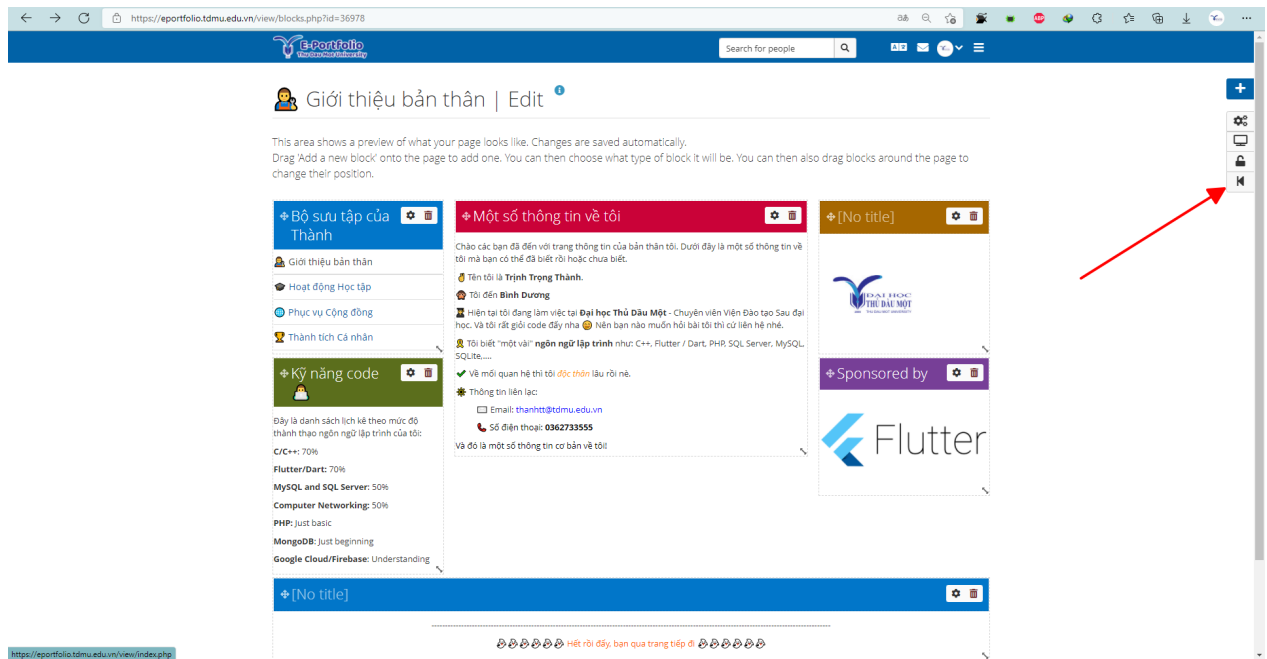 https://eportfolio.tdmu.edu.vn/view/blocks.php?id=36978
E-Portfolio
Thu Dau Mot University
Search for people
Giới thiệu bản thân | Edit
This area shows a preview of what your page looks like. Changes are saved automatically.
Drag 'Add a new block' onto the page to add one. You can then choose what type of block it will be. You can then also drag blocks around the page to
change their position.
Bộ sưu tập của
Thành
Giới thiệu bản thân
Hoạt động Học tập
Phục vụ Cộng đồng
Thành tích Cá nhân
Kỹ năng code
Đây là danh sách lịch kê theo mức độ
thành thạo ngôn ngữ lập trình của tôi:
C/C++: 70%
Flutter/Dart: 70%
MySQL and SQL Server: 50%
Computer Networking: 50%
PHP: Just basic
MongoDB: Just beginning
Google Cloud/Firebase: Understanding
Một số thông tin về tôi
Chào các bạn đã đến với trang thông tin của bản thân tôi. Dưới đây là một số thông tin về
tôi mà bạn có thể đã biết rồi hoặc chưa biết.
Tên tôi là Trịnh Trọng Thành.
Tôi đến Bình Dương
Hiện tại tôi đang làm việc tại Đại học Thủ Dầu Một - Chuyên viên Viện Đào tạo Sau đại
học. Và tôi rất giỏi code đấy nha Nên bạn nào muốn hỏi bài tôi thì cứ liên hệ nhé.
Tôi biết "một vài" ngôn ngữ lập trình như: C++, Flutter / Dart, PHP, SQL Server, MySQL,
SQLite,....
Về mối quan hệ thì tôi độc thân lâu rồi nè.
Thông tin liên lạc:
Email: thanhtt@tdmu.edu.vn
Số điện thoại: 0362733555
Và đó là một số thông tin cơ bản về tôi!
[No title]
ĐẠI HỌC
THỦ DẦU MỘT
THU DAU MOT UNIVERSITY
Sponsored by
Flutter
[No title]
Hết rồi đấy, bạn qua trang tiếp đi
https://eportfolio.tdmu.edu.vn/view/index.php